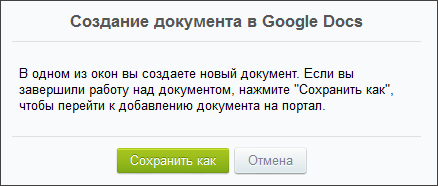 Создание документа в Google Docs
В одном из окон вы создаете новый документ. Если вы
завершили работу над документом, нажмите "Сохранить как",
чтобы перейти к добавлению документа на портал.
Сохранить как Отмена